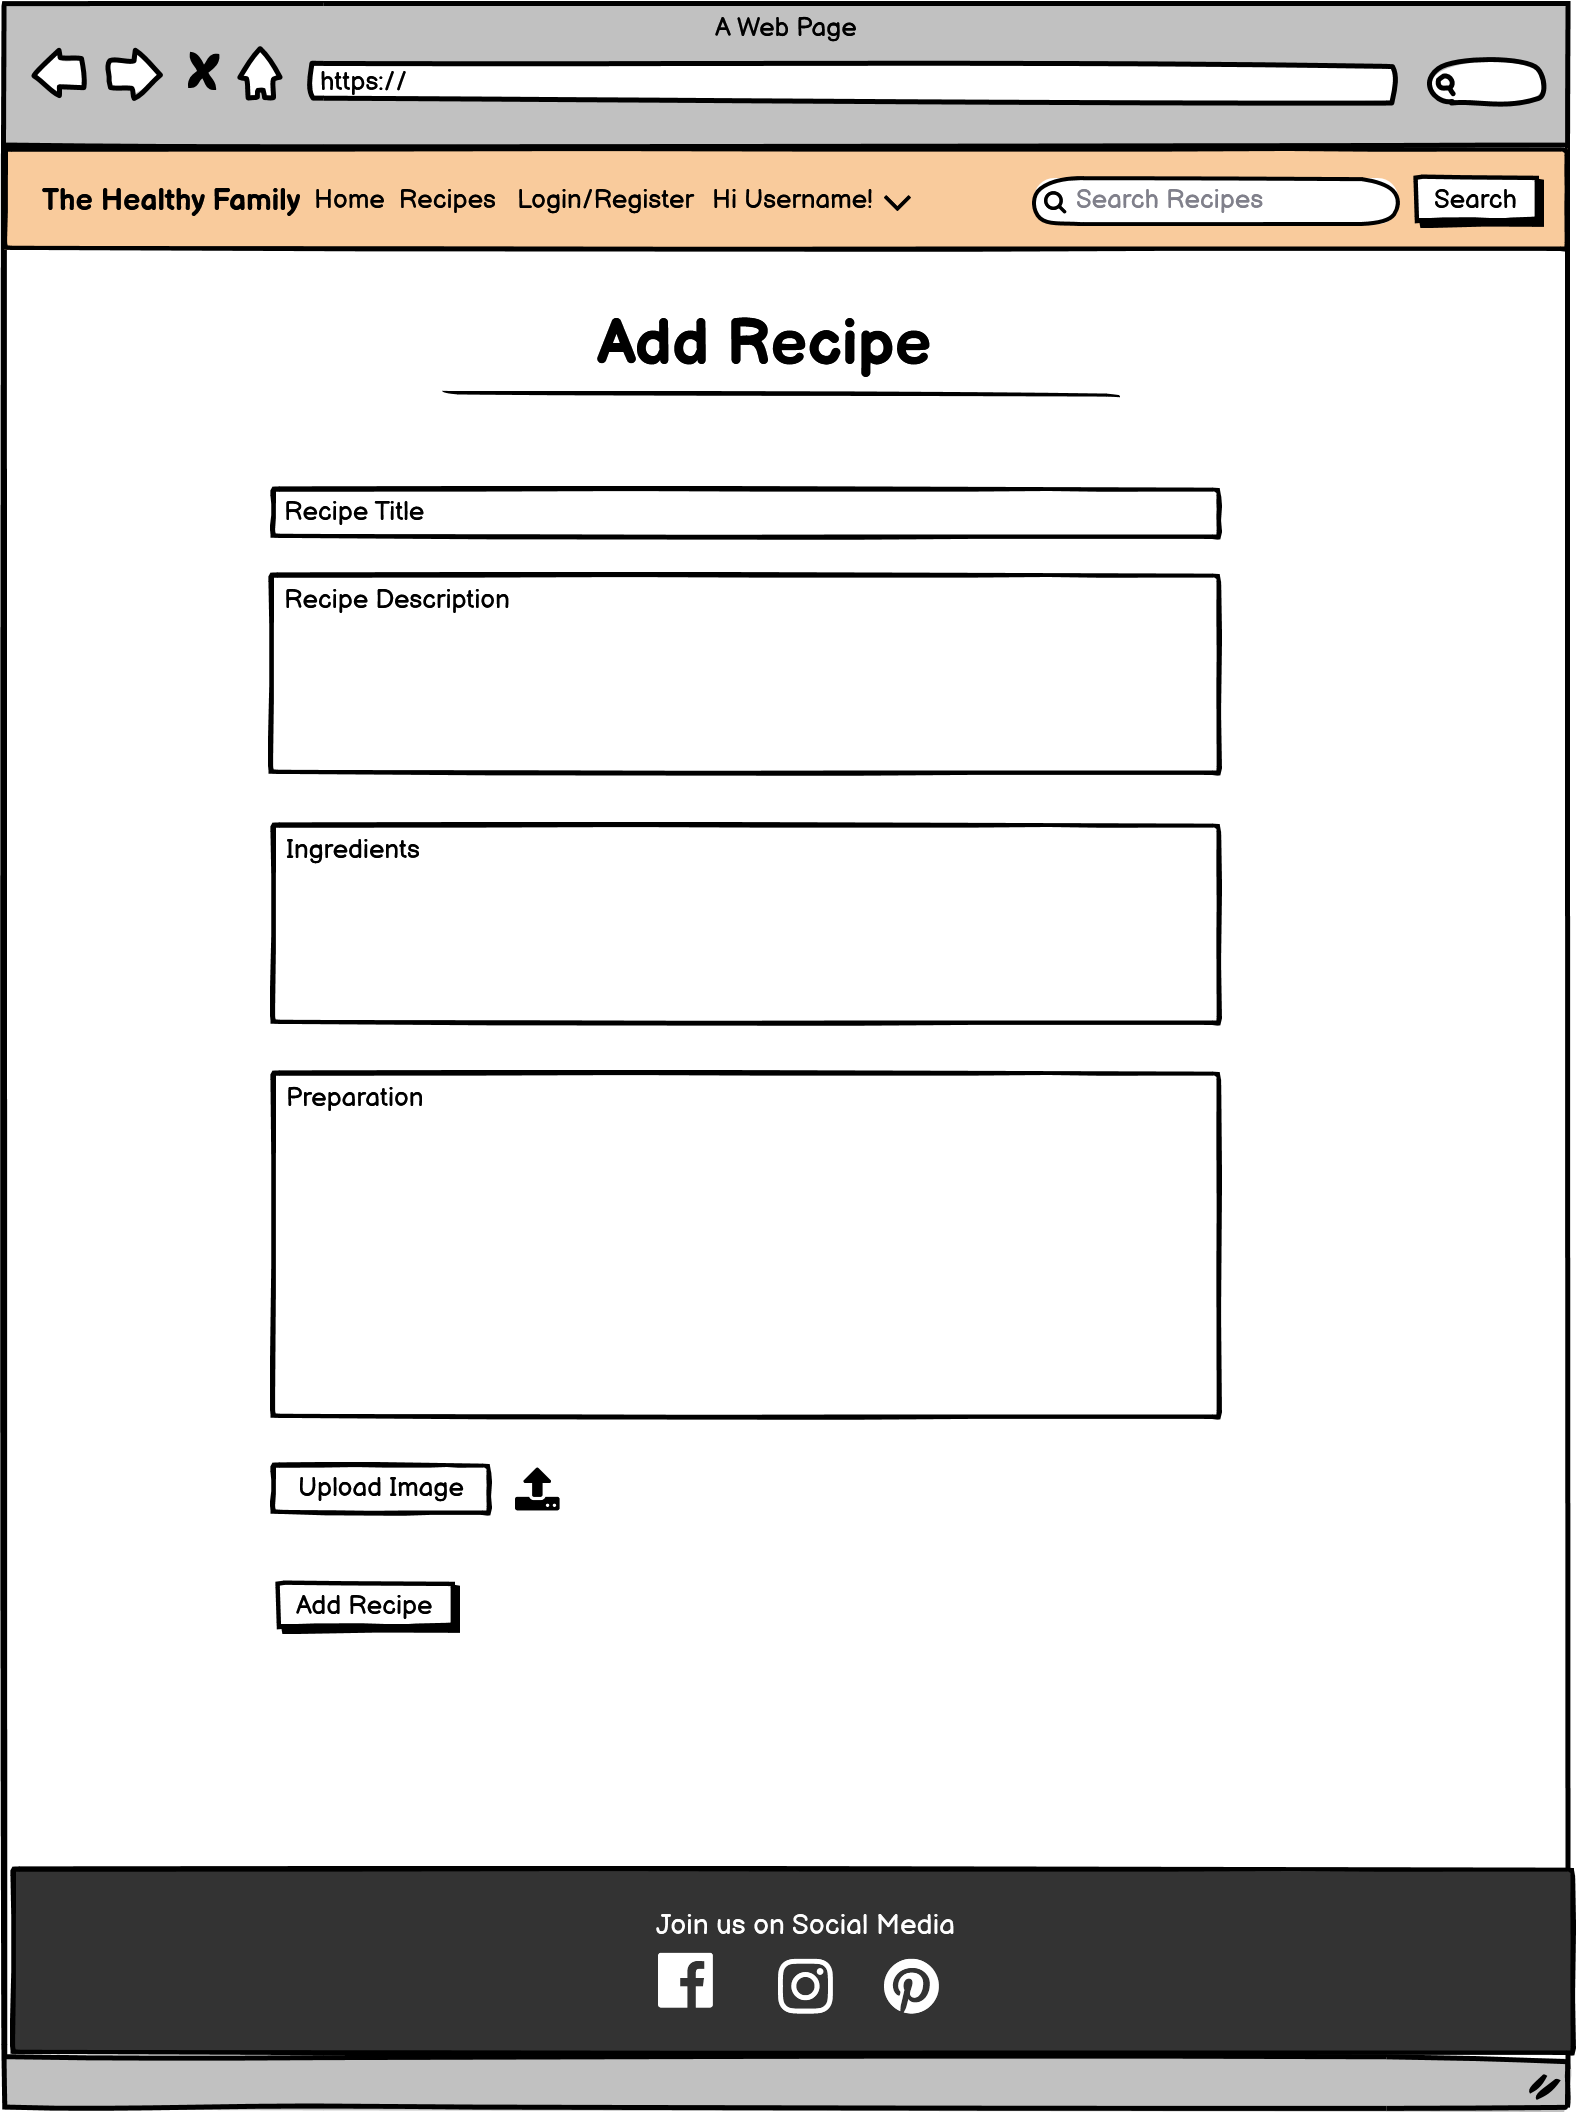 A Web Page
https://
The Healthy Family Home Recipes Login/Register Hi Username! Search Recipes Search
Add Recipe
Recipe Title
Recipe Description
Ingredients
Preparation
Upload Image
Add Recipe
Join us on Social Media